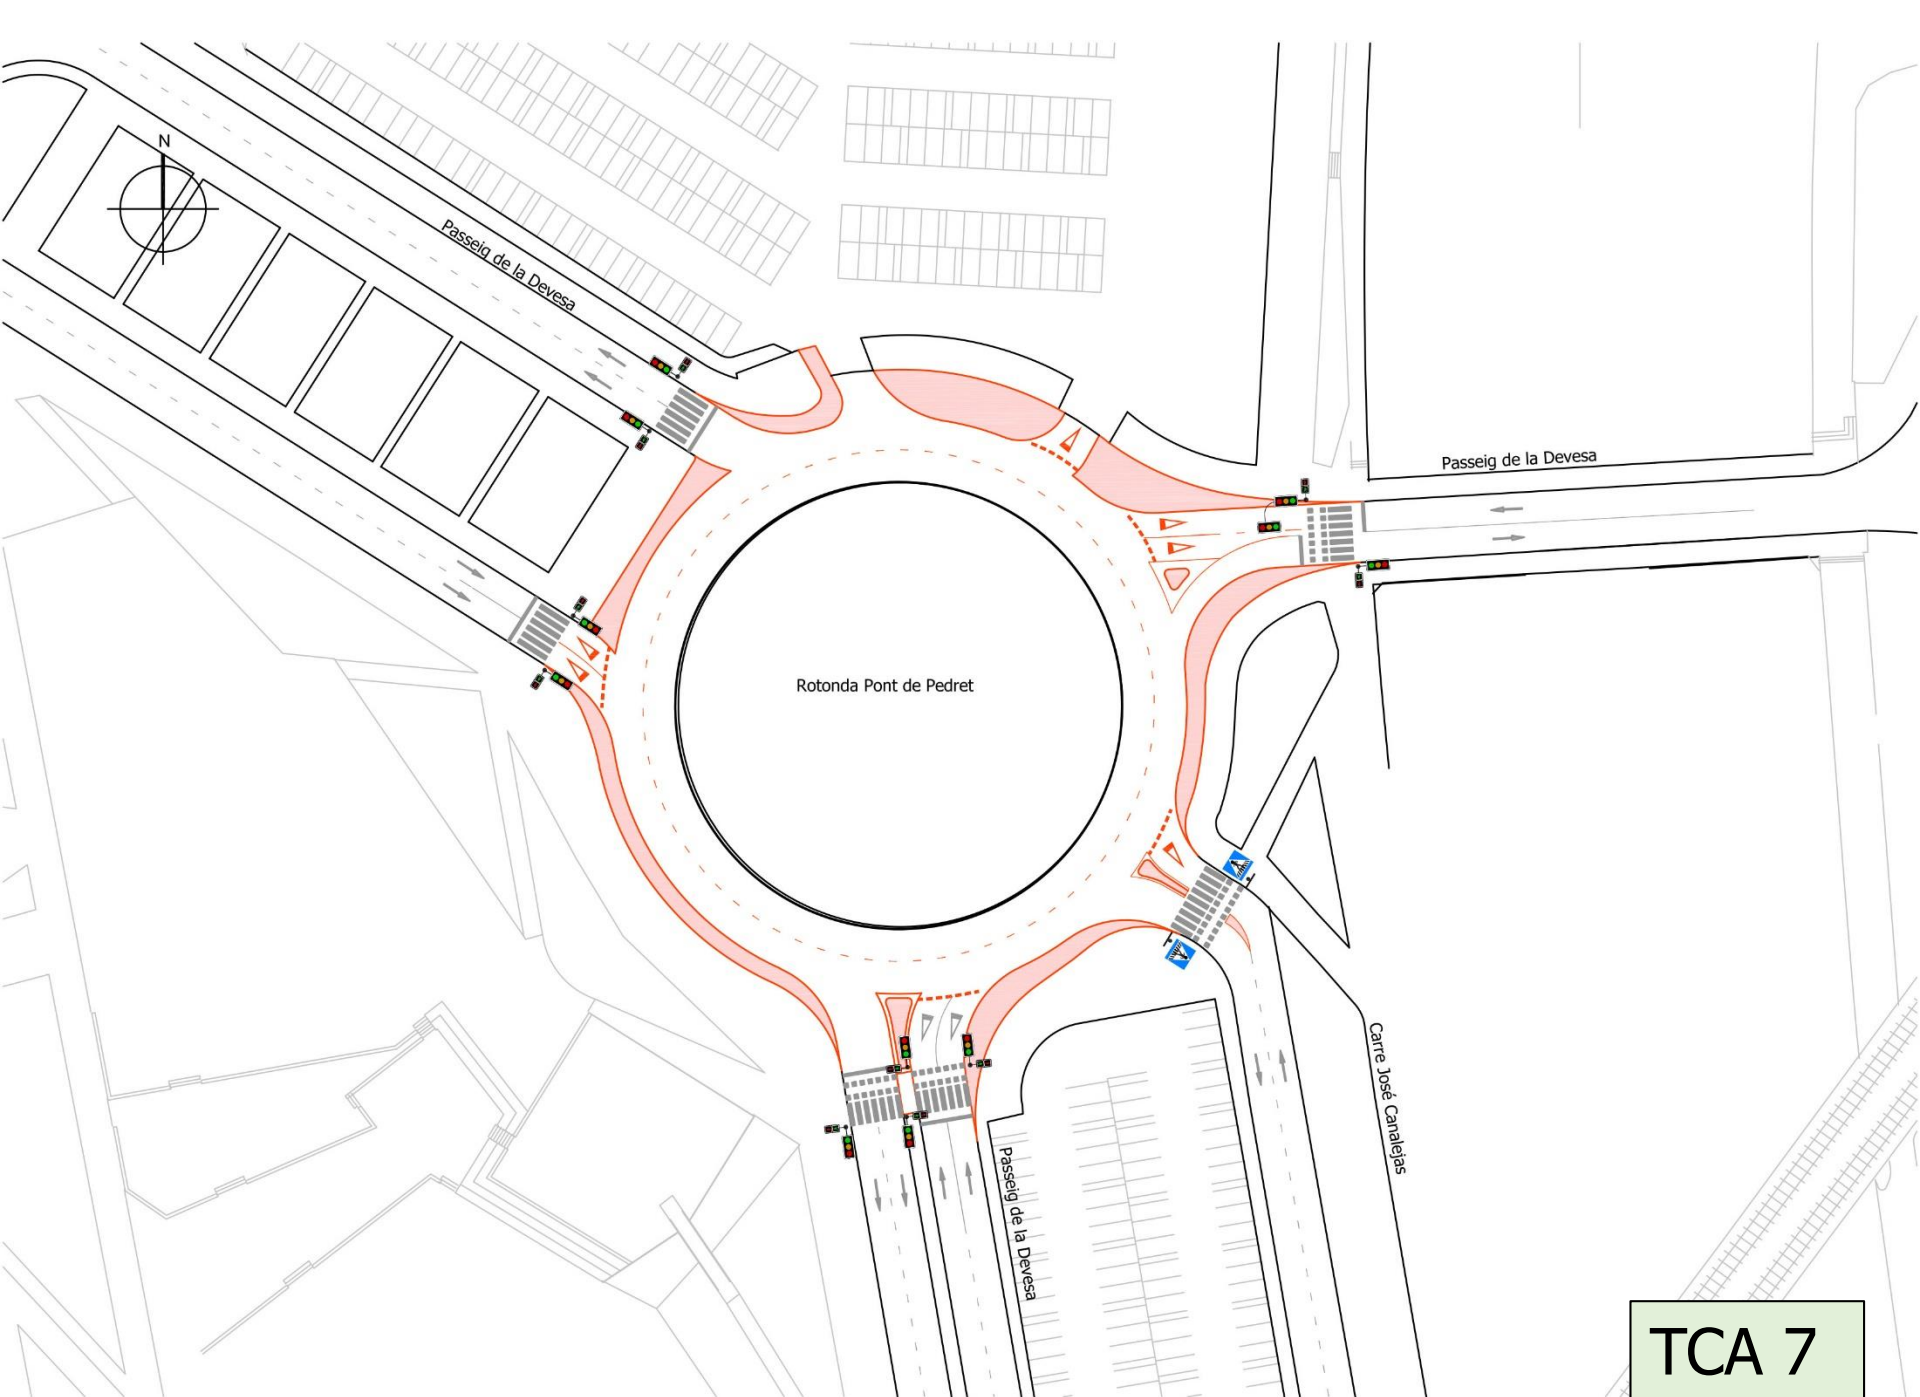 N
Passeig de la Devesa
Passeig de la Devesa
Rotonda Pont de Pedret
Carre José Canalejas
Passeig de la Devesa
TCA 7